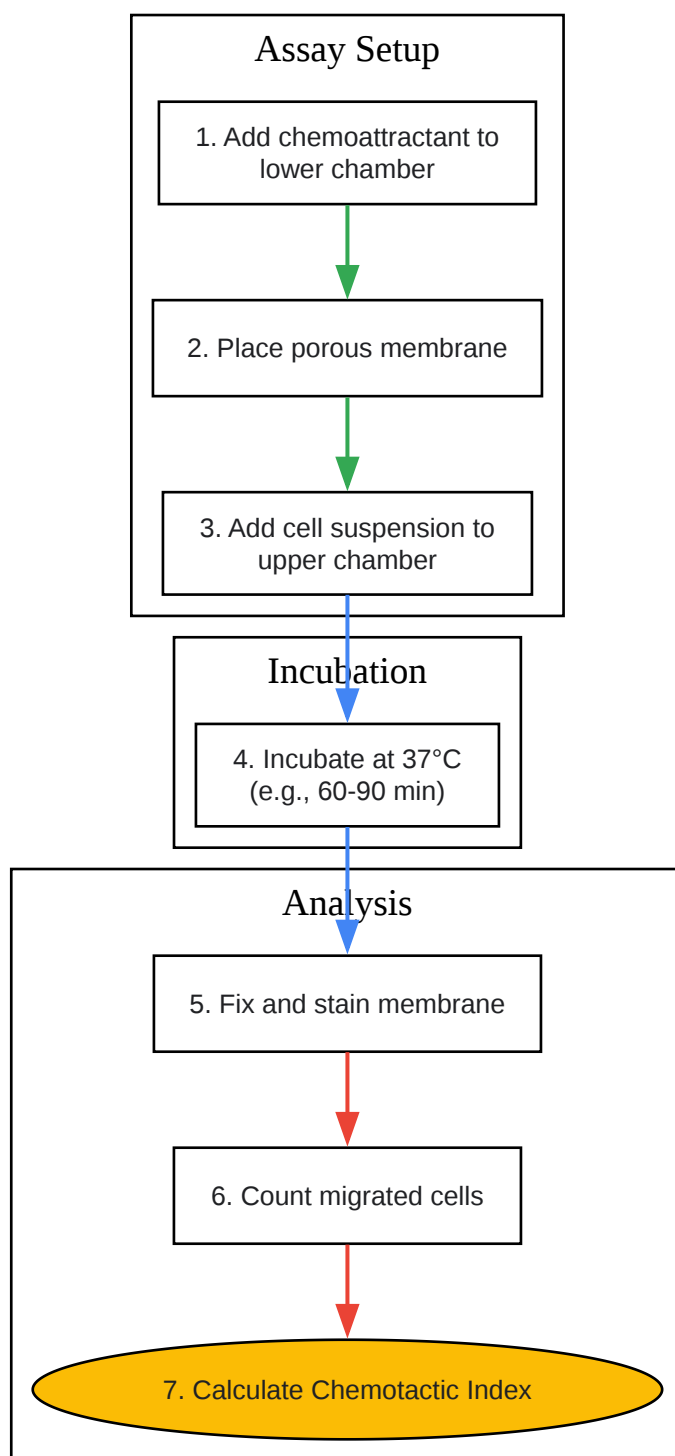 Assay Setup
1. Add chemoattractant to
lower chamber
2. Place porous membrane
3. Add cell suspension to
upper chamber
Incubation
4. Incubate at 37°C
(e.g., 60-90 min)
Analysis
5. Fix and stain membrane
6. Count migrated cells
7. Calculate Chemotactic Index